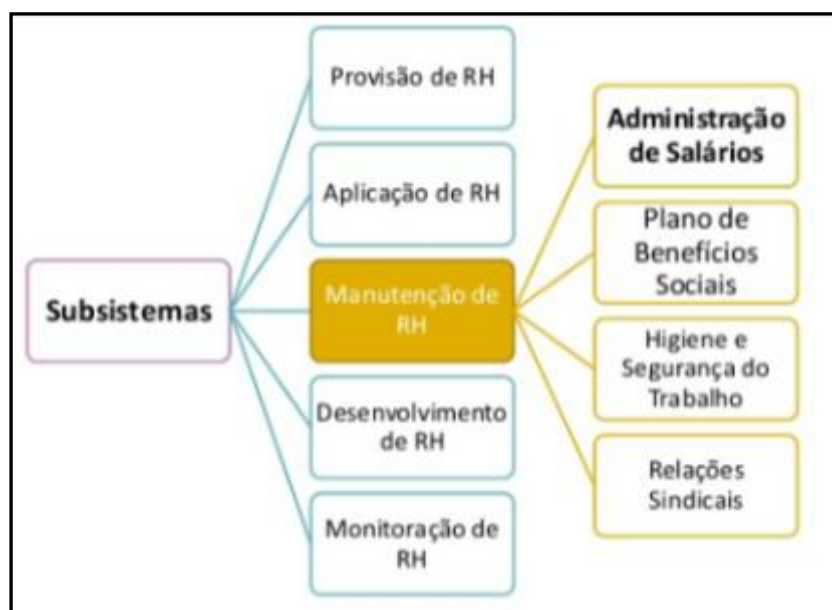 Subsistemas
Provisão de RH
Aplicação de RH
Manutenção de
RH
Desenvolvimento
de RH
Monitoração de
RH
Administração
de Salários
Plano de
Benefícios
Sociais
Higiene e
Segurança do
Trabalho
Relações
Sindicais